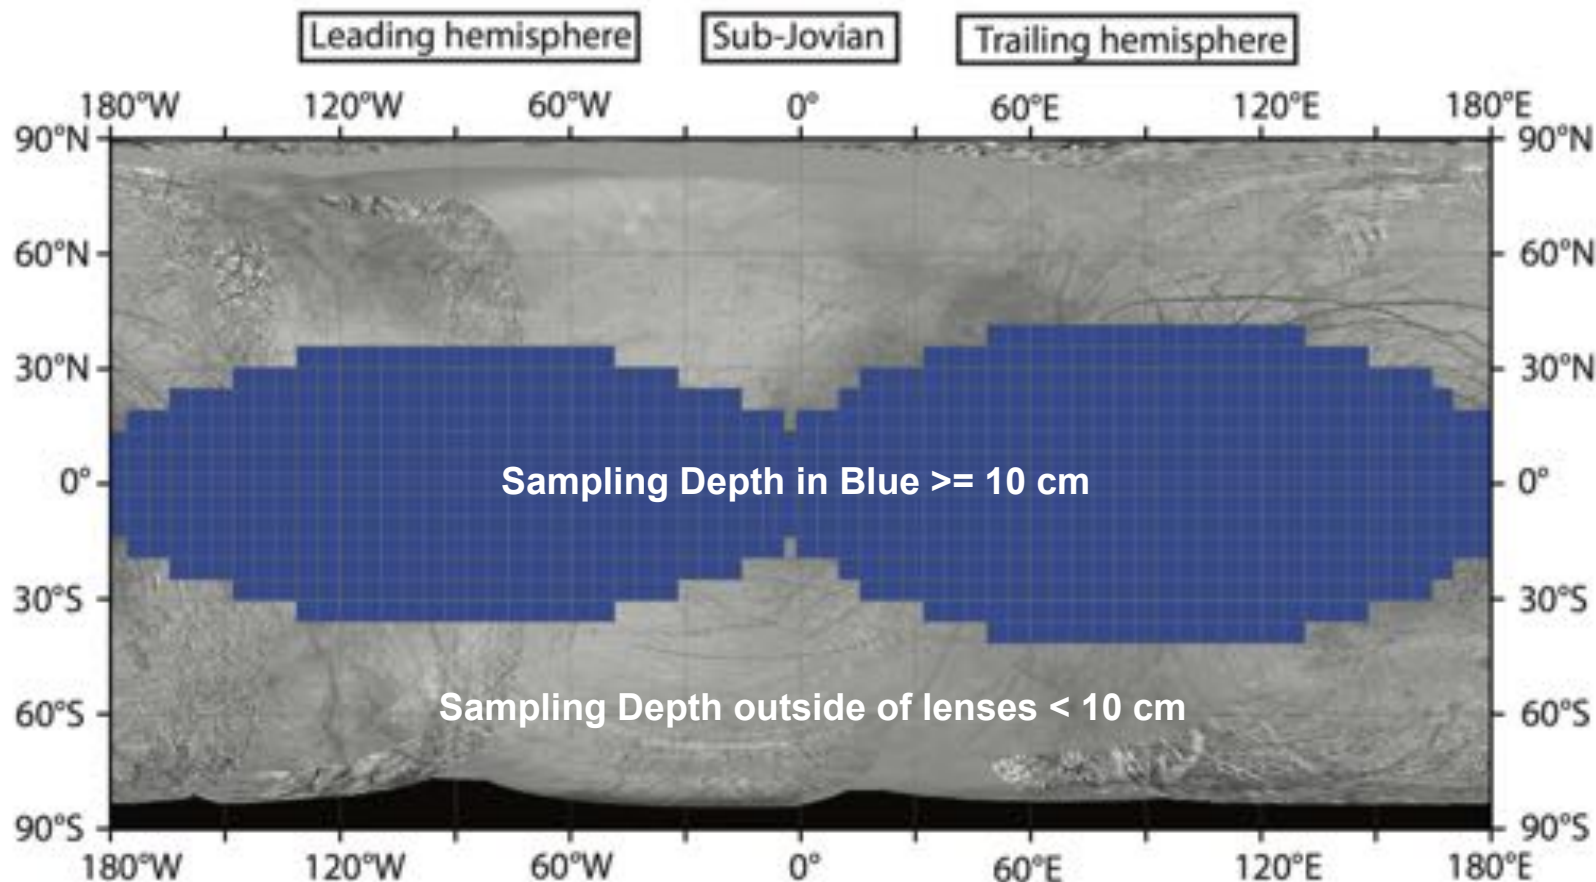 Leading hemisphere Sub-Jovian Trailing hemisphere
180°W 120°W 60°W 0° 60°E 120°E 180°E
90°N 90°N
60°N 60°N
30°N 30°N
Sampling Depth in Blue >= 10 cm
0° 0°
30°S 30°S
Sampling Depth outside of lenses < 10 cm
60°S 60°S
90°S 90°S
180°W 120°W 60°W 0° 60°E 120°E 180°E